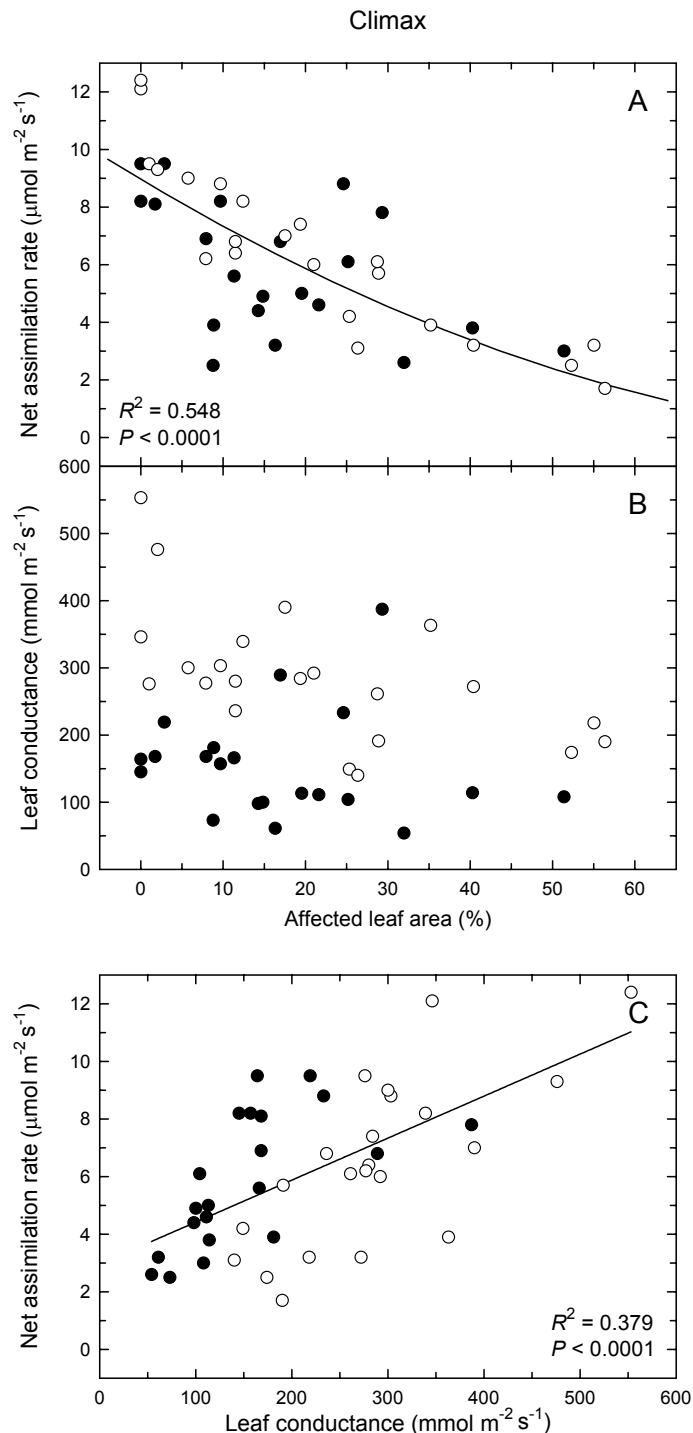 Climax
A
Net assimilation rate (μmol m⁻² s⁻¹)
12
10
8
6
4
2
0
R² = 0.548
P < 0.0001
B
Leaf conductance (mmol m⁻² s⁻¹)
600
500
400
300
200
100
0
0 10 20 30 40 50 60
Affected leaf area (%)
C
Net assimilation rate (μmol m⁻² s⁻¹)
12
10
8
6
4
2
0
R² = 0.379
P < 0.0001
0 100 200 300 400 500 600
Leaf conductance (mmol m⁻² s⁻¹)